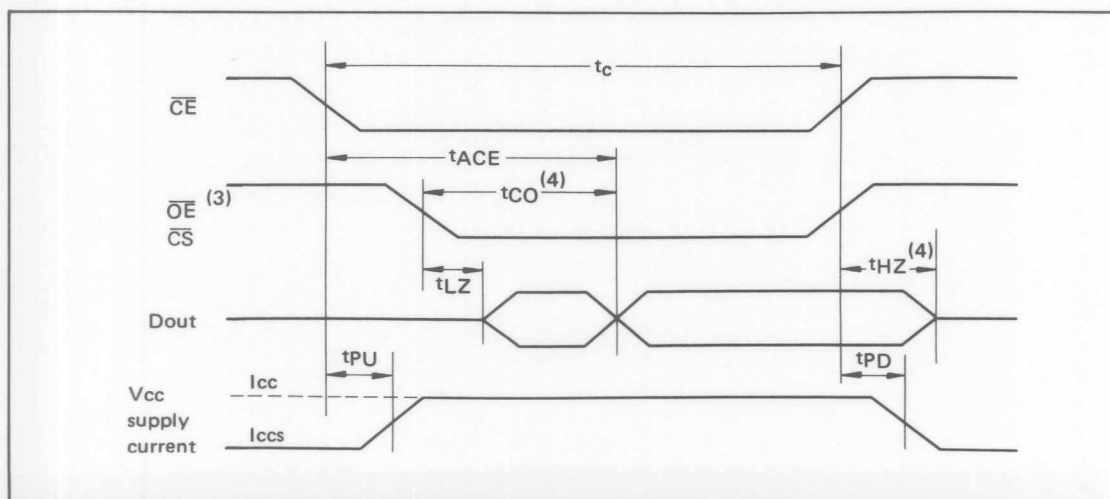 tC
CE
tACE
tCO (4)
OE (3)
CS
tHZ (4)
tLZ
Dout
tPU
tPD
Icc
Vcc
supply
Iccs
current